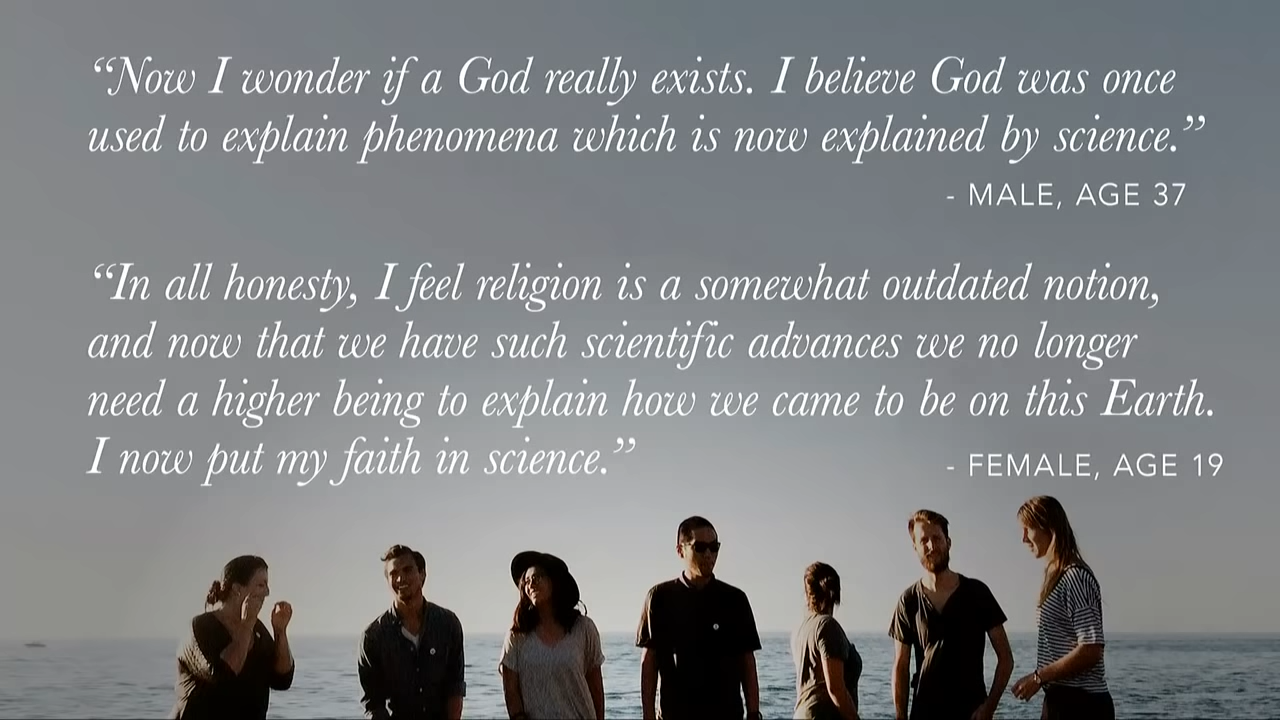 “Now I wonder if a God really exists. I believe God was once
used to explain phenomena which is now explained by science.”
- MALE, AGE 37
“In all honesty, I feel religion is a somewhat outdated notion,
and now that we have such scientific advances we no longer
need a higher being to explain how we came to be on this Earth.
I now put my faith in science.”
- FEMALE, AGE 19